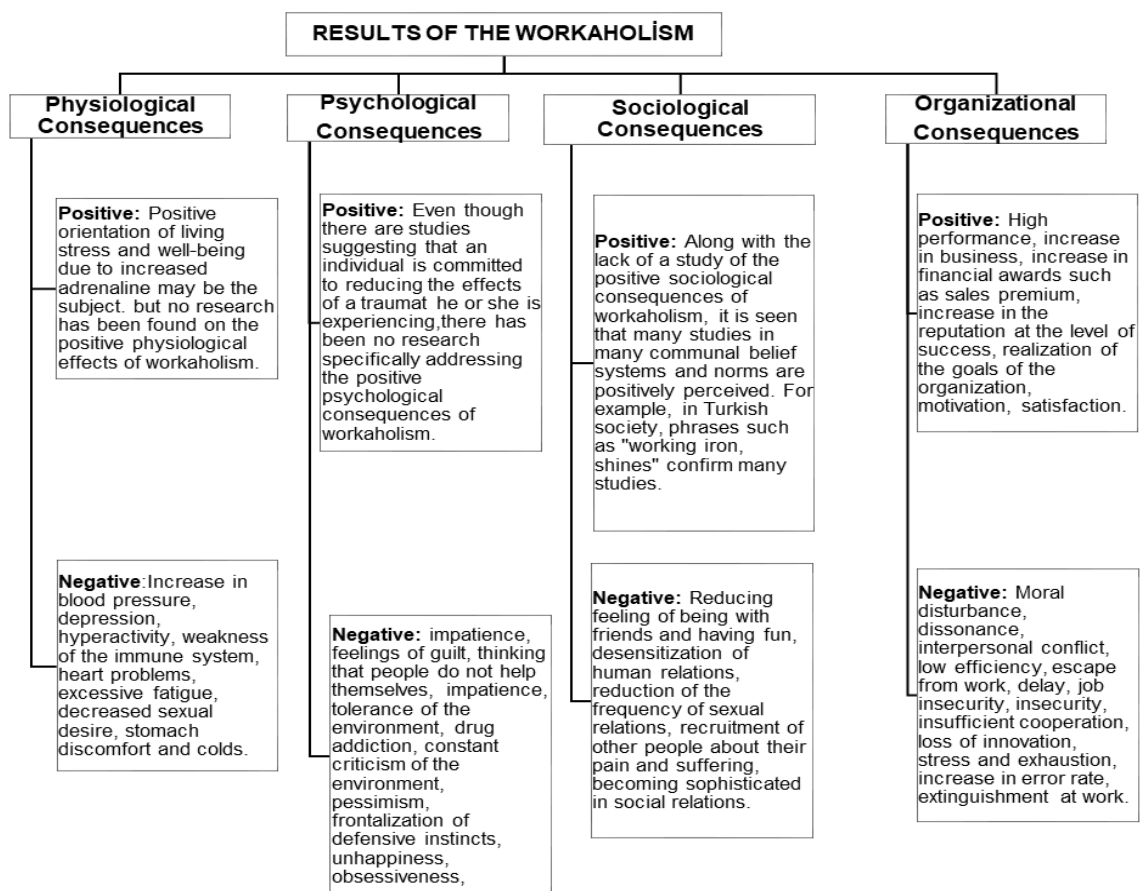 RESULTS OF THE WORKAHOLİSM
Physiological
Consequences
Psychological
Consequences
Sociological
Consequences
Organizational
Consequences
Positive: Positive
orientation of living
stress and well-being
due to increased
adrenaline may be the
subject. but no research
has been found on the
positive physiological
effects of workaholism.
Positive: Even though
there are studies
suggesting that an
individual is committed
to reducing the effects
of a traumat he or she is
experiencing,there has
been no research
specifically addressing
the positive
psychological
consequences of
workaholism.
Positive: Along with the
lack of a study of the
positive sociological
consequences of
workaholism, it is seen
that many studies in
many communal belief
systems and norms are
positively perceived. For
example, in Turkish
society, phrases such
as "working iron,
shines" confirm many
studies.
Positive: High
performance, increase
in business, increase in
financial awards such
as sales premium,
increase in the
reputation at the level of
success, realization of
the goals of the
organization,
motivation, satisfaction.
Negative:Increase in
blood pressure,
depression,
hyperactivity, weakness
of the immune system,
heart problems,
excessive fatigue,
decreased sexual
desire, stomach
discomfort and colds.
Negative: impatience,
feelings of guilt, thinking
that people do not help
themselves, impatience,
tolerance of the
environment, drug
addiction, constant
criticism of the
environment,
pessimism,
frontalization of
defensive instincts,
unhappiness,
obsessiveness,
Negative: Reducing
feeling of being with
friends and having fun,
desensitization of
human relations,
reduction of the
frequency of sexual
relations, recruitment of
other people about their
pain and suffering,
becoming sophisticated
in social relations.
Negative: Moral
disturbance,
dissonance,
interpersonal conflict,
low efficiency, escape
from work, delay, job
insecurity, insecurity,
insufficient cooperation,
loss of innovation,
stress and exhaustion,
increase in error rate,
extinguishment at work.